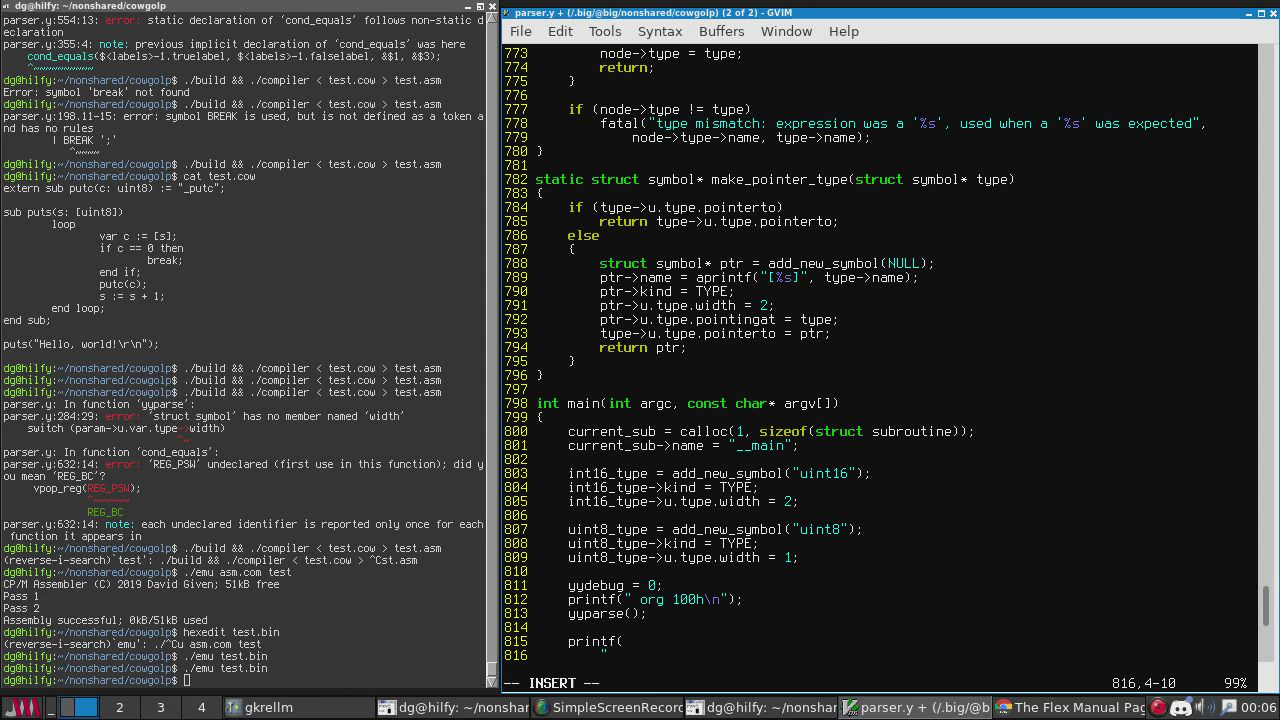 dg@hilfy: ~/nonshared/cowgolp
parser.y:554:13: error: static declaration of ‘cond_equals’ follows non-static d
eclaration
parser.y:355:4: note: previous implicit declaration of ‘cond_equals’ was here
    cond_equals($<labels>-1.truelabel, $<labels>-1.falselabel, &$1, &$3);
    ^~~~~~~~~~~
dg@hilfy:~/nonshared/cowgolp$ ./build && ./compiler < test.cow > test.asm
Error: symbol 'break' not found
dg@hilfy:~/nonshared/cowgolp$ ./build && ./compiler < test.cow > test.asm
parser.y:198.11-15: error: symbol BREAK is used, but is not defined as a token a
nd has no rules
        | BREAK ';'
          ^~~~~
dg@hilfy:~/nonshared/cowgolp$ ./build && ./compiler < test.cow > test.asm
dg@hilfy:~/nonshared/cowgolp$ cat test.cow
extern sub putc(c: uint8) := "_putc";
sub puts(s: [uint8])
        loop
                var c := [s];
                if c == 0 then
                        break;
                end if;
                putc(c);
                s := s + 1;
        end loop;
end sub;
puts("Hello, world!\r\n");
dg@hilfy:~/nonshared/cowgolp$ ./build && ./compiler < test.cow > test.asm
dg@hilfy:~/nonshared/cowgolp$ ./build && ./compiler < test.cow > test.asm
dg@hilfy:~/nonshared/cowgolp$ ./build && ./compiler < test.cow > test.asm
parser.y: In function ‘yyparse’:
parser.y:284:29: error: ‘struct symbol’ has no member named ‘width’
    switch (param->u.var.type->width)
                             ^~
parser.y: In function ‘cond_equals’:
parser.y:632:14: error: ‘REG_PSW’ undeclared (first use in this function); did y
ou mean ‘REG_BC’?
     vpop_reg(REG_PSW);
              ^~~~~~~
              REG_BC
parser.y:632:14: note: each undeclared identifier is reported only once for each
 function it appears in
dg@hilfy:~/nonshared/cowgolp$ ./build && ./compiler < test.cow > test.asm
(reverse-i-search)`test': ./build && ./compiler < test.cow > ^Cst.asm
dg@hilfy:~/nonshared/cowgolp$ ./emu asm.com test
CP/M Assembler (C) 2019 David Given; 51kB free
Pass 1
Pass 2
Assembly successful; 0kB/51kB used
dg@hilfy:~/nonshared/cowgolp$ hexedit test.bin
(reverse-i-search)`emu': ./^Cu asm.com test
dg@hilfy:~/nonshared/cowgolp$ ./emu test.bin
dg@hilfy:~/nonshared/cowgolp$ ./emu test.bin
dg@hilfy:~/nonshared/cowgolp$
parser.y + (/.big/@big/nonshared/cowgolp) (2 of 2) - GVIM
File Edit Tools Syntax Buffers Window Help
773         node->type = type;
774         return;
775     }
776
777     if (node->type != type)
778         fatal("type mismatch: expression was a '%s', used when a '%s' was expected",
779             node->type->name, type->name);
780 }
781
782 static struct symbol* make_pointer_type(struct symbol* type)
783 {
784     if (type->u.type.pointerto)
785         return type->u.type.pointerto;
786     else
787     {
788         struct symbol* ptr = add_new_symbol(NULL);
789         ptr->name = aprintf("[%s]", type->name);
790         ptr->kind = TYPE;
791         ptr->u.type.width = 2;
792         ptr->u.type.pointingat = type;
793         type->u.type.pointerto = ptr;
794         return ptr;
795     }
796 }
797
798 int main(int argc, const char* argv[])
799 {
800     current_sub = calloc(1, sizeof(struct subroutine));
801     current_sub->name = "__main";
802
803     int16_type = add_new_symbol("uint16");
804     int16_type->kind = TYPE;
805     int16_type->u.type.width = 2;
806
807     uint8_type = add_new_symbol("uint8");
808     uint8_type->kind = TYPE;
809     uint8_type->u.type.width = 1;
810
811     yydebug = 0;
812     printf(" org 100h\n");
813     yyparse();
814
815     printf(
816         "
-- INSERT --                    816,4-10      99%
2 3 4 gkrellm dg@hilfy: ~/nonshar SimpleScreenRecord dg@hilfy: ~/nonshar parser.y + (/.big/@b The Flex Manual Pag 00:06